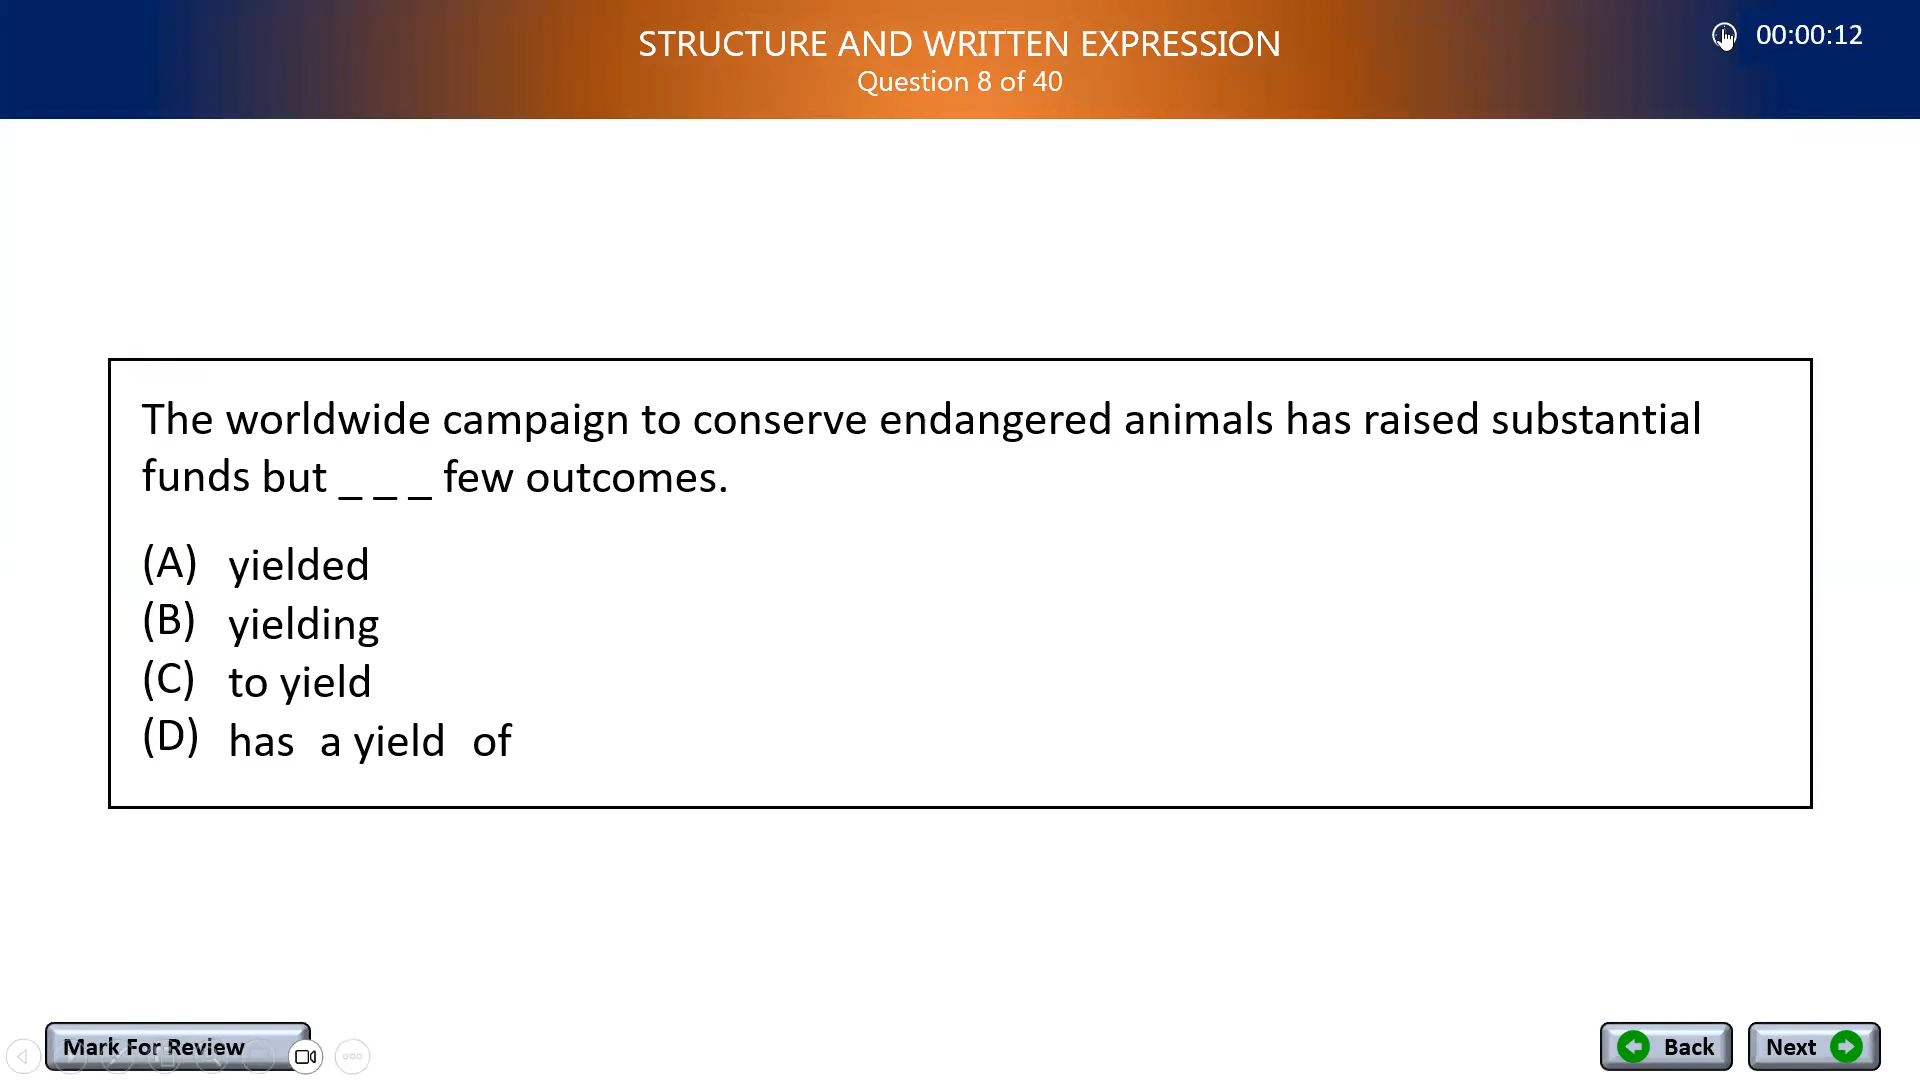 STRUCTURE AND WRITTEN EXPRESSION
Question 8 of 40
00:00:12
The worldwide campaign to conserve endangered animals has raised substantial
funds but _ _ _ few outcomes.
(A) yielded
(B) yielding
(C) to yield
(D) has a yield of
Mark For Review
Back
Next